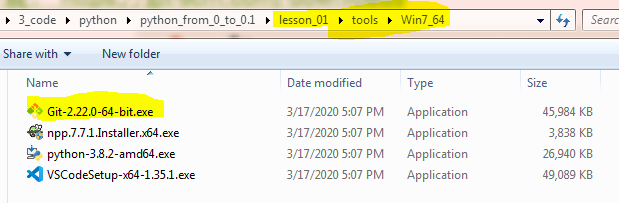 3_code ▸ python ▸ python_from_0_to_0.1 ▸ lesson_01 ▸ tools ▸ Win7_64 Search
Share with New folder
Name Date modified Type Size
Git-2.22.0-64-bit.exe 3/17/2020 5:07 PM Application 45,984 KB
npp.7.7.1.Installer.x64.exe 3/17/2020 5:07 PM Application 3,838 KB
python-3.8.2-amd64.exe 3/17/2020 5:07 PM Application 26,940 KB
VSCodeSetup-x64-1.35.1.exe 3/17/2020 5:07 PM Application 49,089 KB